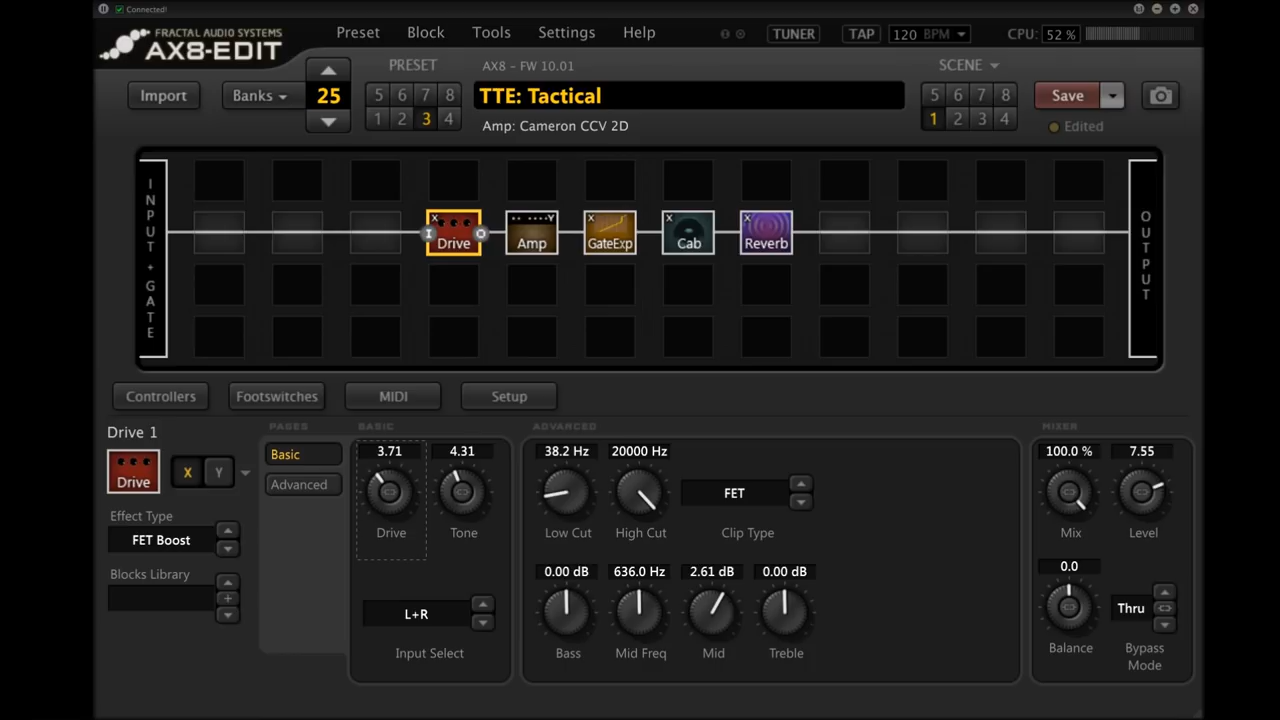 Connected!
FRACTAL AUDIO SYSTEMS
AX8-EDIT
Preset Block Tools Settings Help
TUNER TAP 120 BPM CPU: 52 %
PRESET AX8 - FW 10.01 SCENE
Import Banks 25 5 6 7 8 TTE: Tactical 5 6 7 8 Save
1 2 3 4 Amp: Cameron CCV 2D 1 2 3 4 Edited
INPUT + GATE
X Drive
Y Amp
X GateExp
X Cab
X Reverb
OUTPUT
Controllers Footswitches MIDI Setup
Drive 1 PAGES BASIC ADVANCED MIXER
Drive X Y
Effect Type
FET Boost
Blocks Library
Basic
Advanced
3.71 4.31
Drive Tone
L+R
Input Select
38.2 Hz 20000 Hz
FET
Low Cut High Cut Clip Type
0.00 dB 636.0 Hz 2.61 dB 0.00 dB
Bass Mid Freq Mid Treble
100.0 % 7.55
Mix Level
0.0
Thru
Balance Bypass
Mode